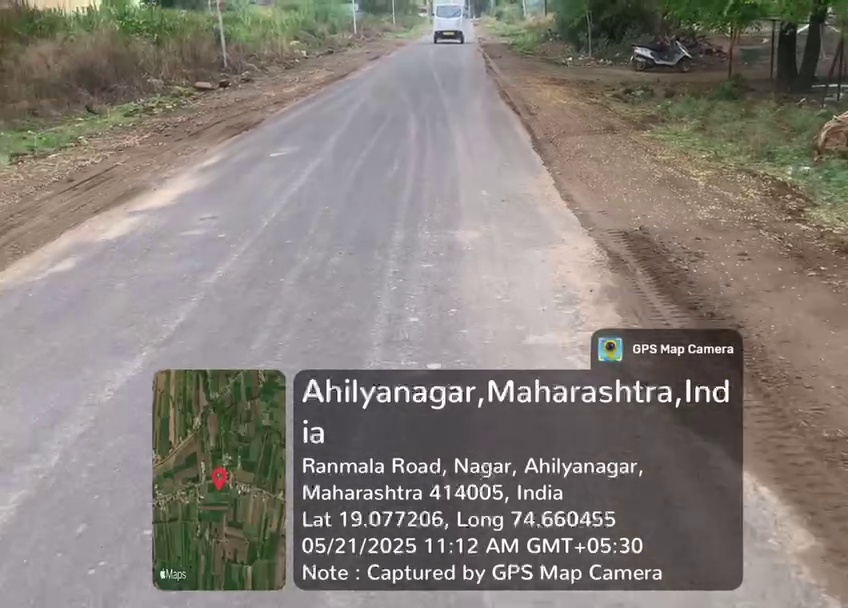 GPS Map Camera
Ahilyanagar,Maharashtra,Ind
ia
Ranmala Road, Nagar, Ahilyanagar,
Maharashtra 414005, India
Lat 19.077206, Long 74.660455
05/21/2025 11:12 AM GMT+05:30
Note : Captured by GPS Map Camera
Maps